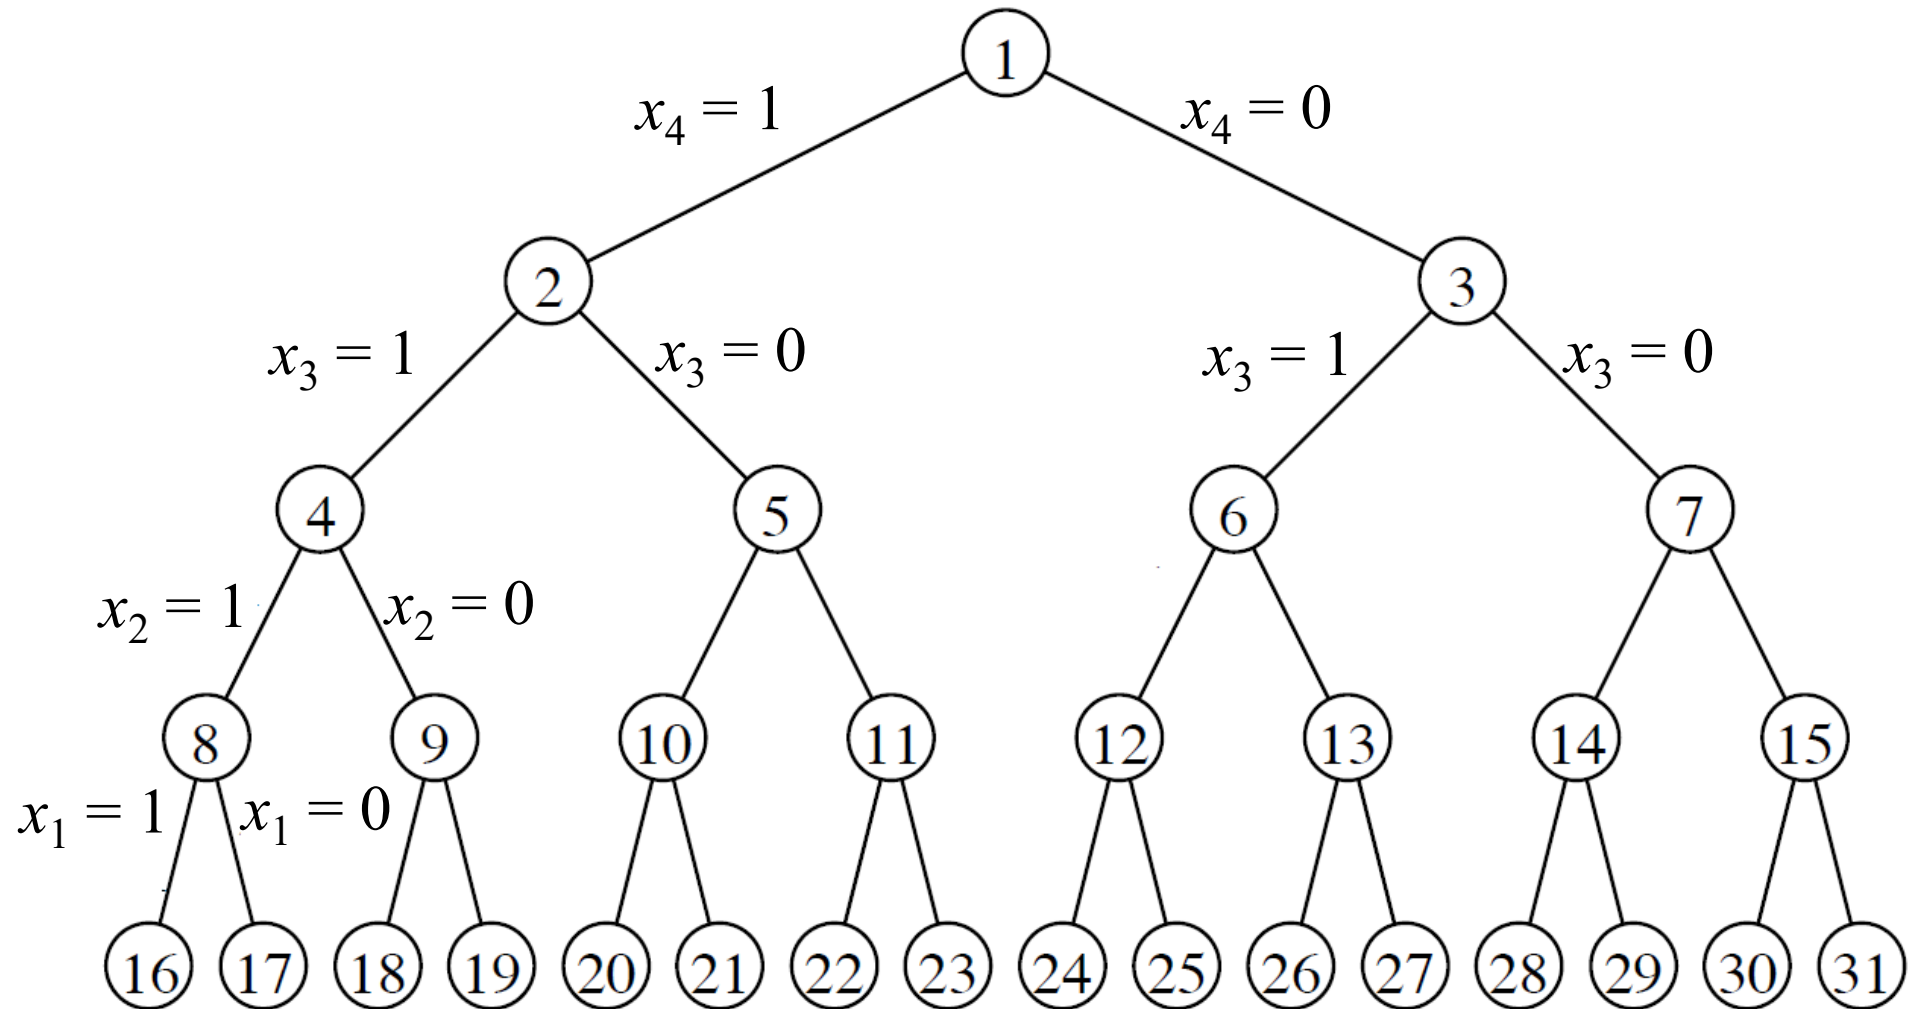 1
x₄ = 1 x₄ = 0
2 3
x₃ = 1 x₃ = 0 x₃ = 1 x₃ = 0
4 5 6 7
x₂ = 1 x₂ = 0
8 9 10 11 12 13 14 15
x₁ = 1 x₁ = 0
16 17 18 19 20 21 22 23 24 25 26 27 28 29 30 31